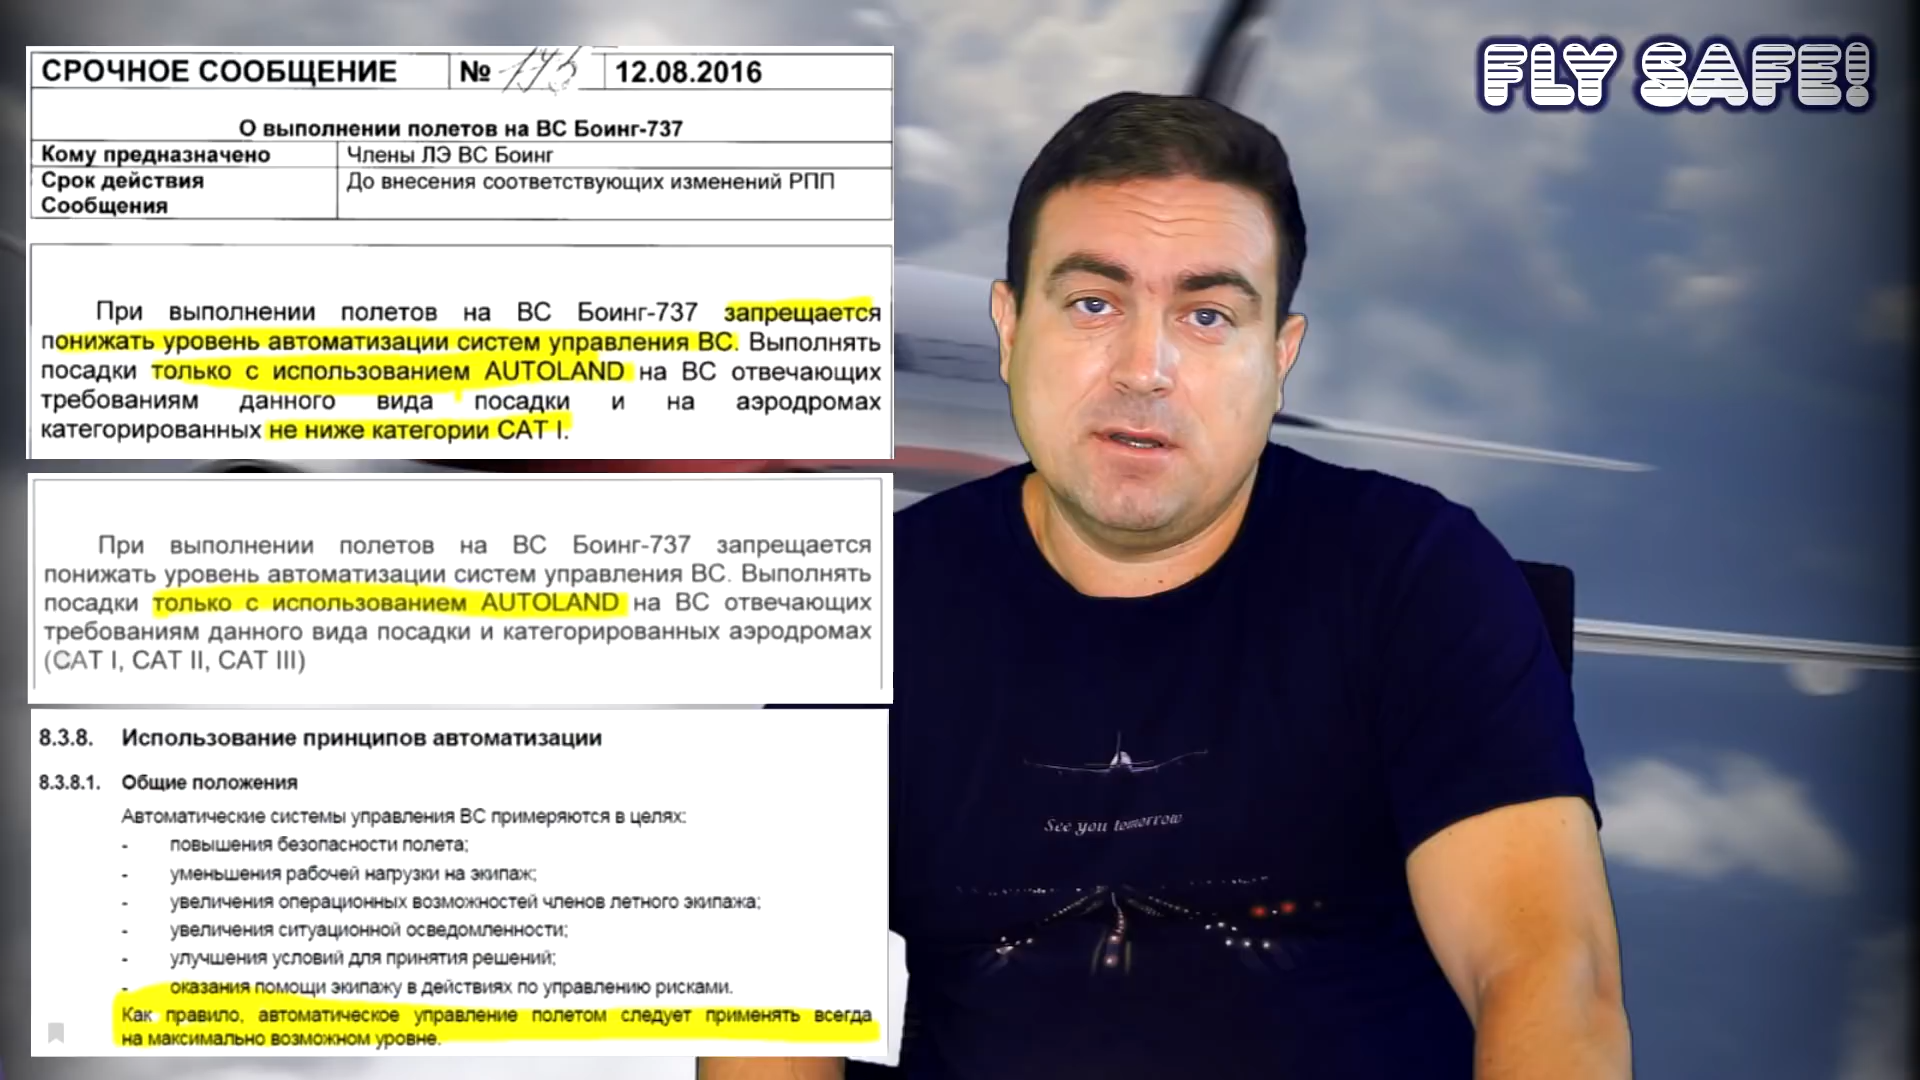 СРОЧНОЕ СООБЩЕНИЕ № 12.08.2016
О выполнении полетов на ВС Боинг-737
Кому предназначено Члены ЛЭ ВС Боинг
Срок действия До внесения соответствующих изменений РПП
Сообщения
При выполнении полетов на ВС Боинг-737 запрещается
понижать уровень автоматизации систем управления ВС. Выполнять
посадки только с использованием AUTOLAND на ВС отвечающих
требованиям данного вида посадки и на аэродромах
категорированных не ниже категории CAT I.
При выполнении полетов на ВС Боинг-737 запрещается
понижать уровень автоматизации систем управления ВС. Выполнять
посадки только с использованием AUTOLAND на ВС отвечающих
требованиям данного вида посадки и категорированных аэродромах
(CAT I, CAT II, CAT III)
8.3.8. Использование принципов автоматизации
8.3.8.1. Общие положения
Автоматические системы управления ВС примеряются в целях:
- повышения безопасности полета;
- уменьшения рабочей нагрузки на экипаж;
- увеличения операционных возможностей членов летного экипажа;
- увеличения ситуационной осведомленности;
- улучшения условий для принятия решений;
- оказания помощи экипажу в действиях по управлению рисками.
Как правило, автоматическое управление полетом следует применять всегда
на максимально возможном уровне.
FLY SAFE!
See you tomorrow